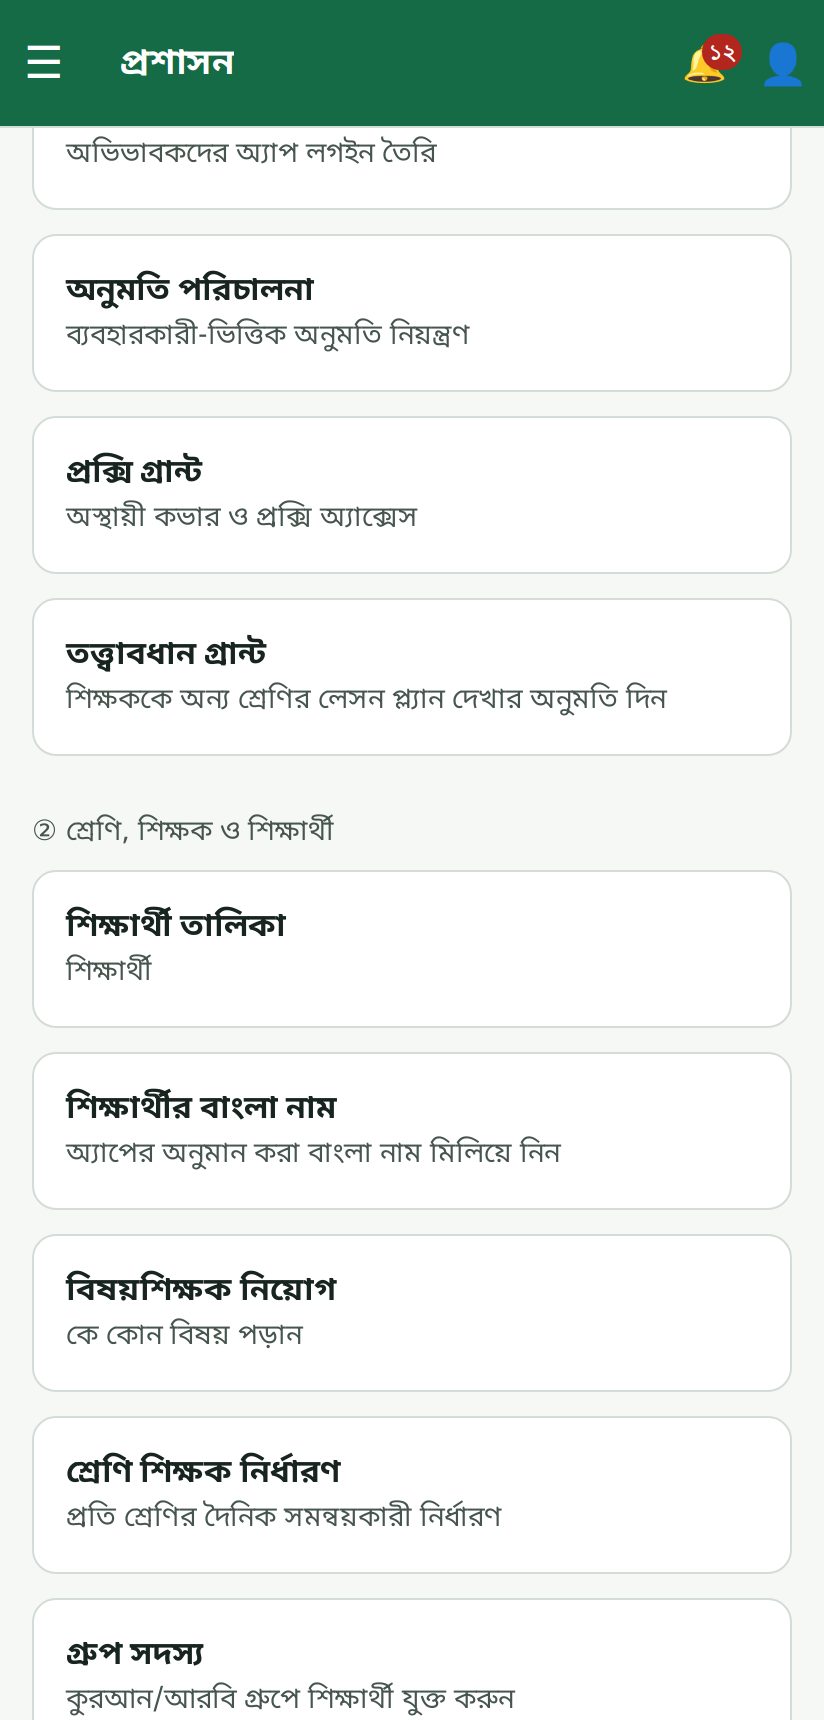 ☰ প্রশাসন ১২
অভিভাবকদের অ্যাপ লগইন তৈরি
অনুমতি পরিচালনা
ব্যবহারকারী-ভিত্তিক অনুমতি নিয়ন্ত্রণ
প্রক্সি গ্রান্ট
অস্থায়ী কভার ও প্রক্সি অ্যাক্সেস
তত্ত্বাবধান গ্রান্ট
শিক্ষককে অন্য শ্রেণির লেসন প্ল্যান দেখার অনুমতি দিন
② শ্রেণি, শিক্ষক ও শিক্ষার্থী
শিক্ষার্থী তালিকা
শিক্ষার্থী
শিক্ষার্থীর বাংলা নাম
অ্যাপের অনুমান করা বাংলা নাম মিলিয়ে নিন
বিষয়শিক্ষক নিয়োগ
কে কোন বিষয় পড়ান
শ্রেণি শিক্ষক নির্ধারণ
প্রতি শ্রেণির দৈনিক সমন্বয়কারী নির্ধারণ
গ্রুপ সদস্য
কুরআন/আরবি গ্রুপে শিক্ষার্থী যুক্ত করুন